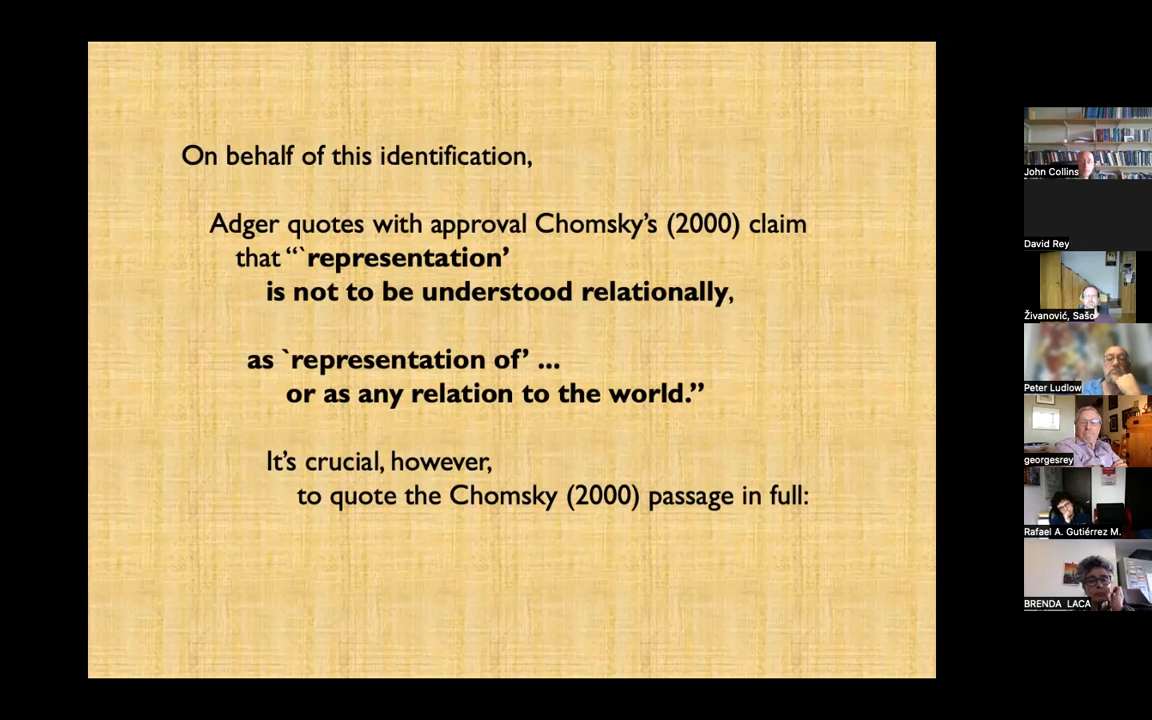 On behalf of this identification,
Adger quotes with approval Chomsky’s (2000) claim
that “`representation’
is not to be understood relationally,
as `representation of’ ...
or as any relation to the world.”
It’s crucial, however,
to quote the Chomsky (2000) passage in full:
John Collins
David Rey
Živanović, Sašo
Peter Ludlow
georgesrey
Rafael A. Gutiérrez M.
BRENDA LACA